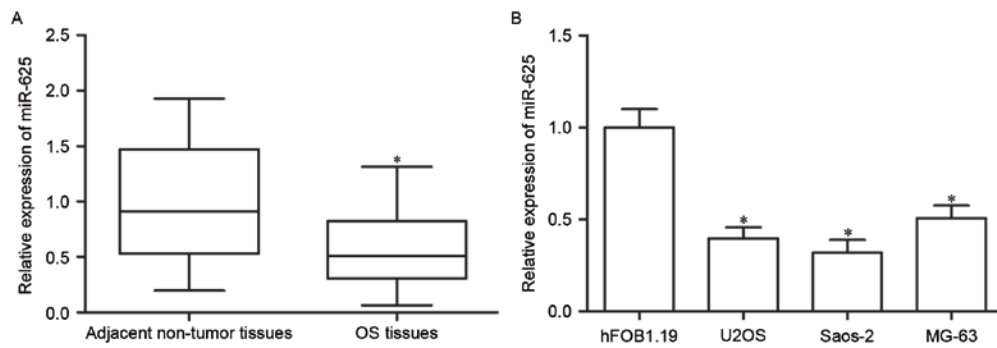 A
Relative expression of miR-625
2.5
2.0
1.5
1.0
0.5
0.0
*
Adjacent non-tumor tissues
OS tissues
B
Relative expression of miR-625
1.5
1.0
0.5
0.0
*
*
*
hFOB1.19
U2OS
Saos-2
MG-63